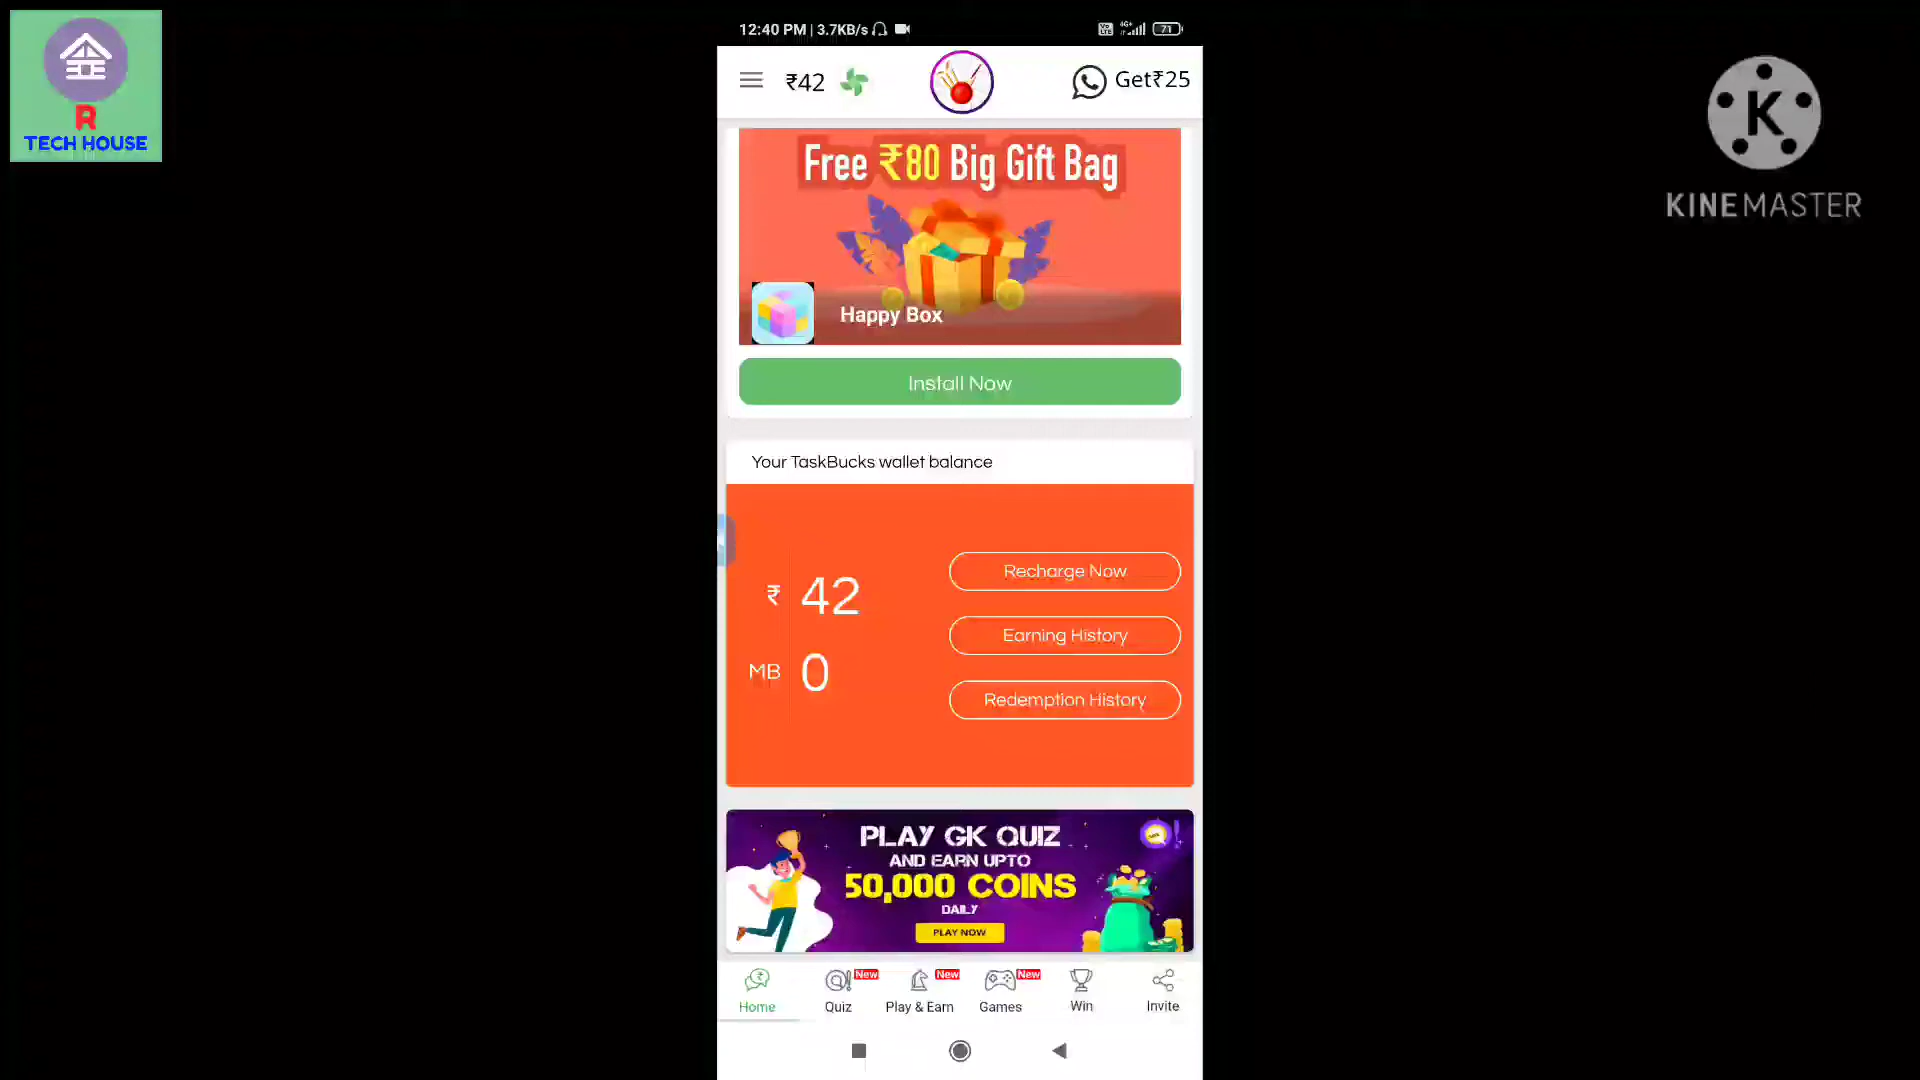 R
TECH HOUSE
12:40 PM | 3.7KB/s
71
₹42
Get₹25
K
KINEMASTER
Free ₹80 Big Gift Bag
Happy Box
Install Now
Your TaskBucks wallet balance
₹ 42
MB 0
Recharge Now
Earning History
Redemption History
PLAY GK QUIZ
AND EARN UPTO
50,000 COINS
DAILY
PLAY NOW
New
New
New
Home
Quiz
Play & Earn
Games
Win
Invite